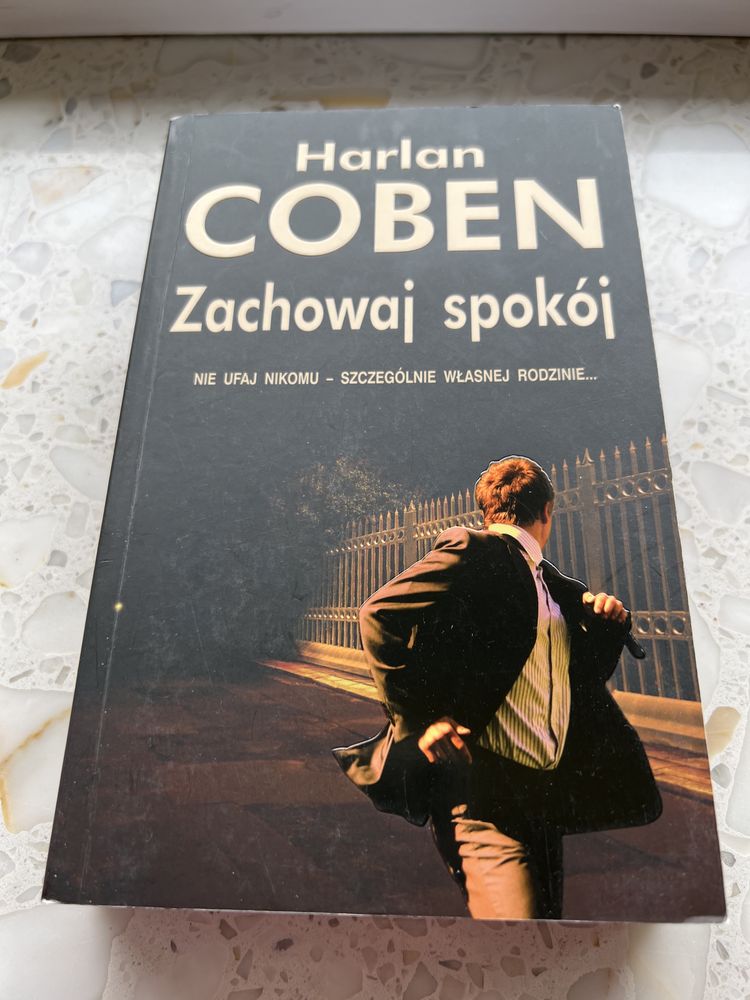 Harlan
COBEN
Zachowaj spokój
NIE UFAJ NIKOMU – SZCZEGÓLNIE WŁASNEJ RODZINIE...